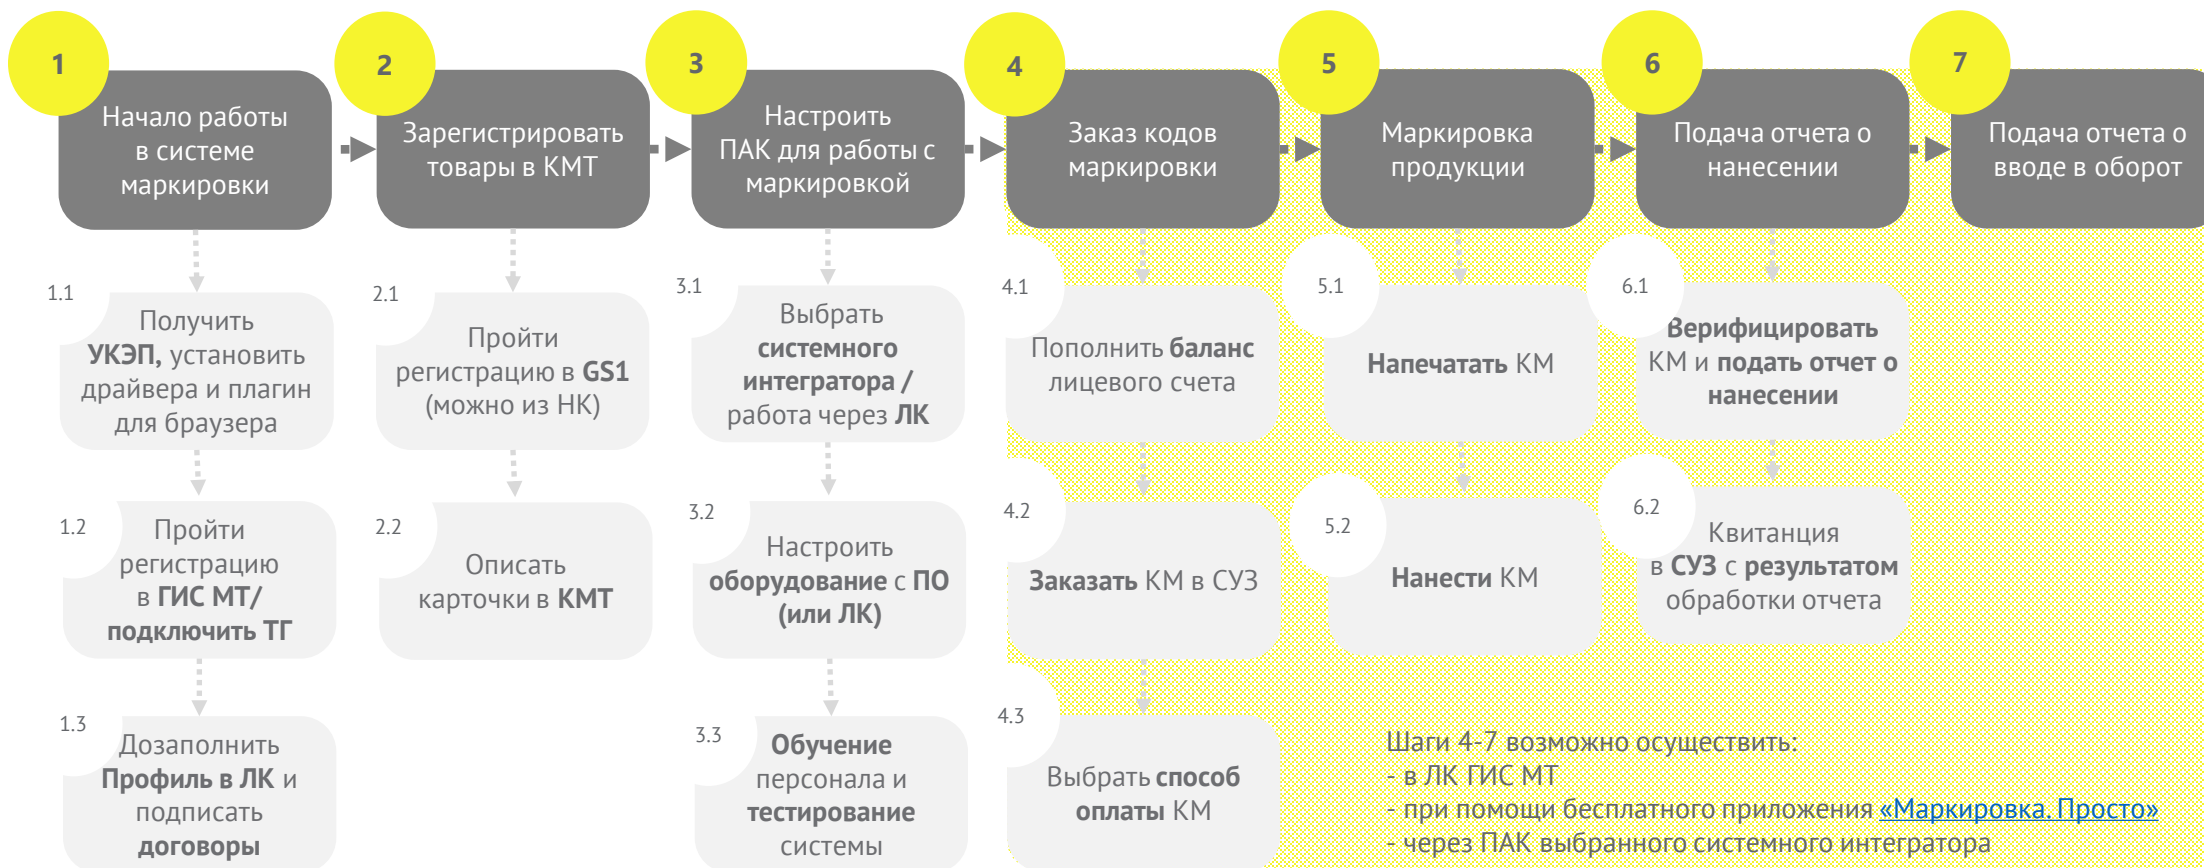 1
Начало работы
в системе
маркировки
2
Зарегистрировать
товары в КМТ
3
Настроить
ПАК для работы с
маркировкой
4
Заказ кодов
маркировки
5
Маркировка
продукции
6
Подача отчета о
нанесении
7
Подача отчета о
вводе в оборот
1.1
Получить
УКЭП, установить
драйвера и плагин
для браузера
1.2
Пройти
регистрацию
в ГИС МТ/
подключить ТГ
1.3
Дозаполнить
Профиль в ЛК и
подписать
договоры
2.1
Пройти
регистрацию в GS1
(можно из НК)
2.2
Описать
карточки в КМТ
3.1
Выбрать
системного
интегратора /
работа через ЛК
3.2
Настроить
оборудование с ПО
(или ЛК)
3.3
Обучение
персонала и
тестирование
системы
4.1
Пополнить баланс
лицевого счета
4.2
Заказать КМ в СУЗ
4.3
Выбрать способ
оплаты КМ
5.1
Напечатать КМ
5.2
Нанести КМ
6.1
Верифицировать
КМ и подать отчет о
нанесении
6.2
Квитанция
в СУЗ с результатом
обработки отчета
Шаги 4-7 возможно осуществить:
- в ЛК ГИС МТ
- при помощи бесплатного приложения «Маркировка. Просто»
- через ПАК выбранного системного интегратора